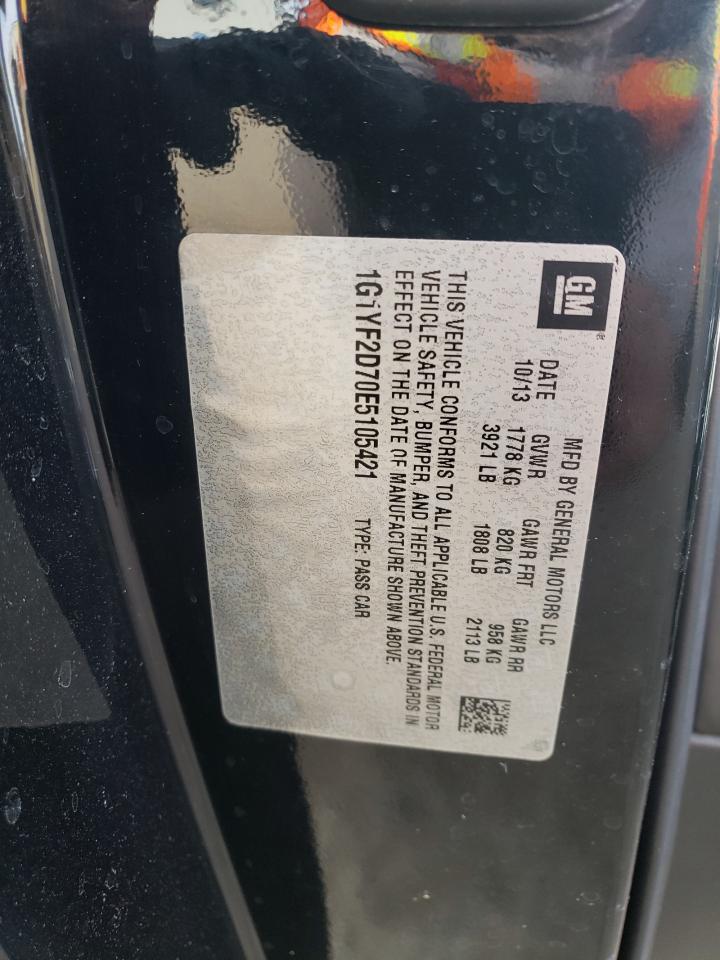 GM
MFD BY GENERAL MOTORS LLC
DATE GVWR GAWR FRT GAWR RR
10/13 1778 KG 820 KG 958 KG
3921 LB 1808 LB 2113 LB
THIS VEHICLE CONFORMS TO ALL APPLICABLE U.S. FEDERAL MOTOR
VEHICLE SAFETY, BUMPER, AND THEFT PREVENTION STANDARDS IN
EFFECT ON THE DATE OF MANUFACTURE SHOWN ABOVE.
1G1YF2D70E5105421 TYPE: PASS CAR